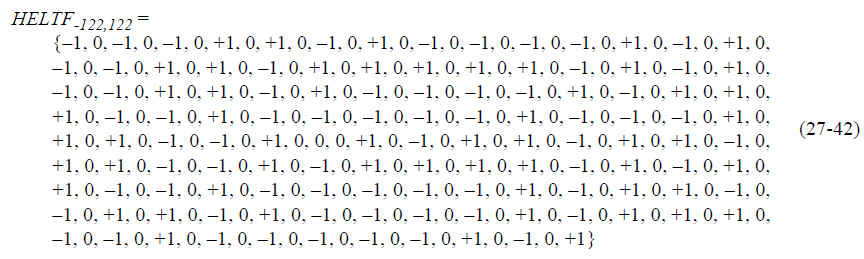 HELTF-122,122 =
{–1, 0, –1, 0, –1, 0, +1, 0, +1, 0, –1, 0, +1, 0, –1, 0, –1, 0, –1, 0, –1, 0, +1, 0, –1, 0, +1, 0,
–1, 0, –1, 0, +1, 0, +1, 0, –1, 0, +1, 0, +1, 0, +1, 0, +1, 0, +1, 0, –1, 0, +1, 0, –1, 0, +1, 0,
–1, 0, –1, 0, +1, 0, +1, 0, –1, 0, +1, 0, –1, 0, –1, 0, –1, 0, –1, 0, +1, 0, –1, 0, +1, 0, +1, 0,
+1, 0, –1, 0, –1, 0, +1, 0, –1, 0, –1, 0, –1, 0, –1, 0, –1, 0, +1, 0, –1, 0, –1, 0, –1, 0, +1, 0,
+1, 0, +1, 0, –1, 0, –1, 0, +1, 0, 0, 0, +1, 0, –1, 0, +1, 0, +1, 0, –1, 0, +1, 0, +1, 0, –1, 0,
+1, 0, +1, 0, –1, 0, –1, 0, +1, 0, –1, 0, +1, 0, +1, 0, +1, 0, +1, 0, –1, 0, +1, 0, –1, 0, +1, 0,
+1, 0, –1, 0, –1, 0, +1, 0, –1, 0, –1, 0, –1, 0, –1, 0, –1, 0, +1, 0, –1, 0, +1, 0, +1, 0, –1, 0,
–1, 0, +1, 0, +1, 0, –1, 0, +1, 0, –1, 0, –1, 0, –1, 0, –1, 0, +1, 0, –1, 0, +1, 0, +1, 0, +1, 0,
–1, 0, –1, 0, +1, 0, –1, 0, –1, 0, –1, 0, –1, 0, –1, 0, +1, 0, –1, 0, +1}
(27-42)